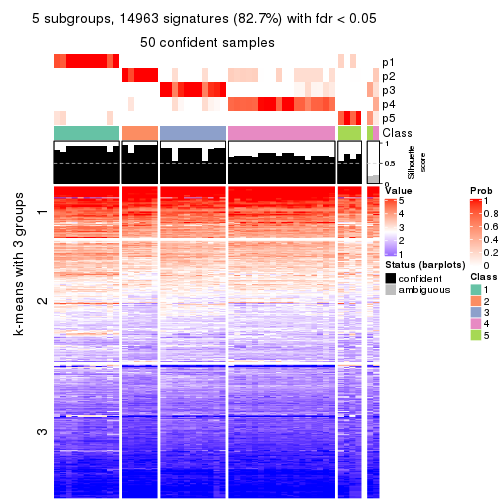 5 subgroups, 14963 signatures (82.7%) with fdr < 0.05
50 confident samples
p1
p2
p3
p4
p5
Class
1
0.5
0
Silhouette
score
k-means with 3 groups
1
2
3
Value
5
4
3
2
1
Status (barplots)
confident
ambiguous
Prob
1
0.8
0.6
0.4
0.2
0
Class
1
2
3
4
5